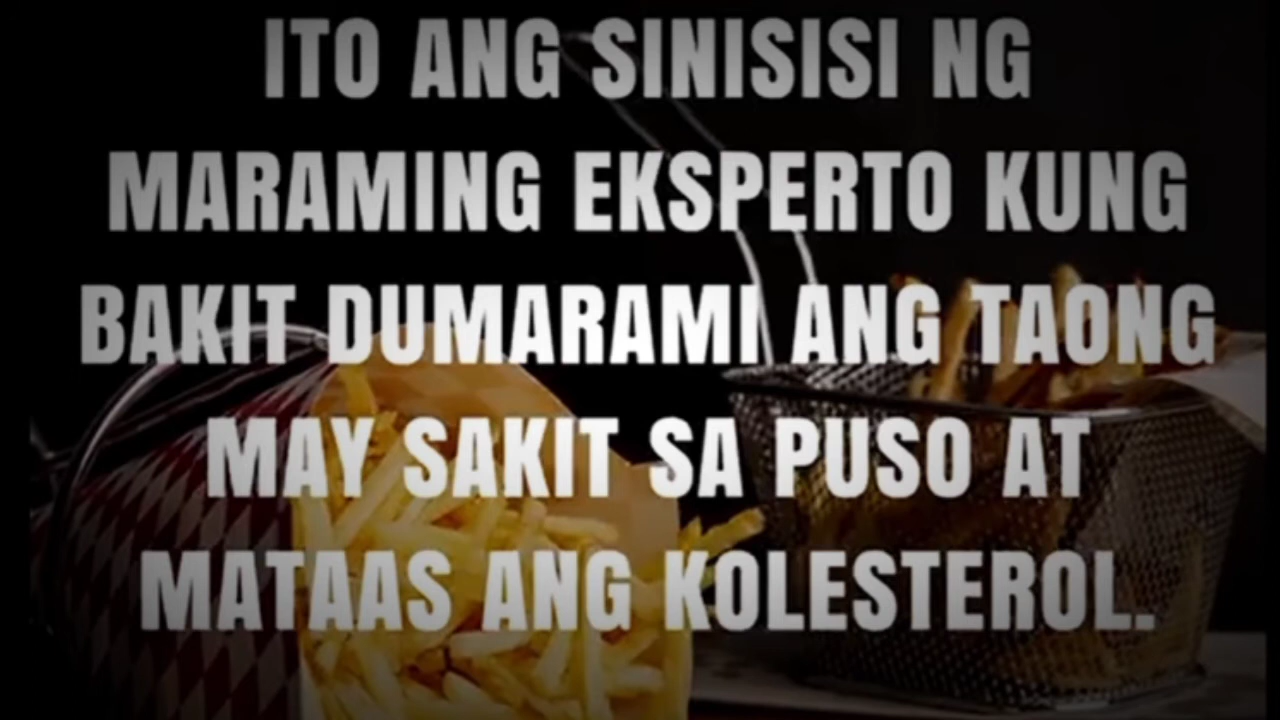 ITO ANG SINISISI NG
MARAMING EKSPERTO KUNG
BAKIT DUMARAMI ANG TAONG
MAY SAKIT SA PUSO AT
MATAAS ANG KOLESTEROL.